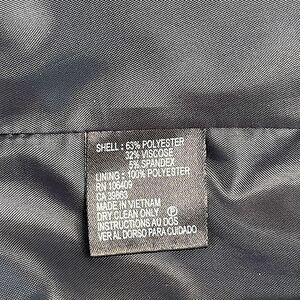 SHELL : 63% POLYESTER
32% VISCOSE
5% SPANDEX
LINING : 100% POLYESTER
RN 106409
CA 39869
MADE IN VIETNAM
DRY CLEAN ONLY Ⓟ
INSTRUCTIONS AU DOS
VER AL DORSO PARA CUIDADO